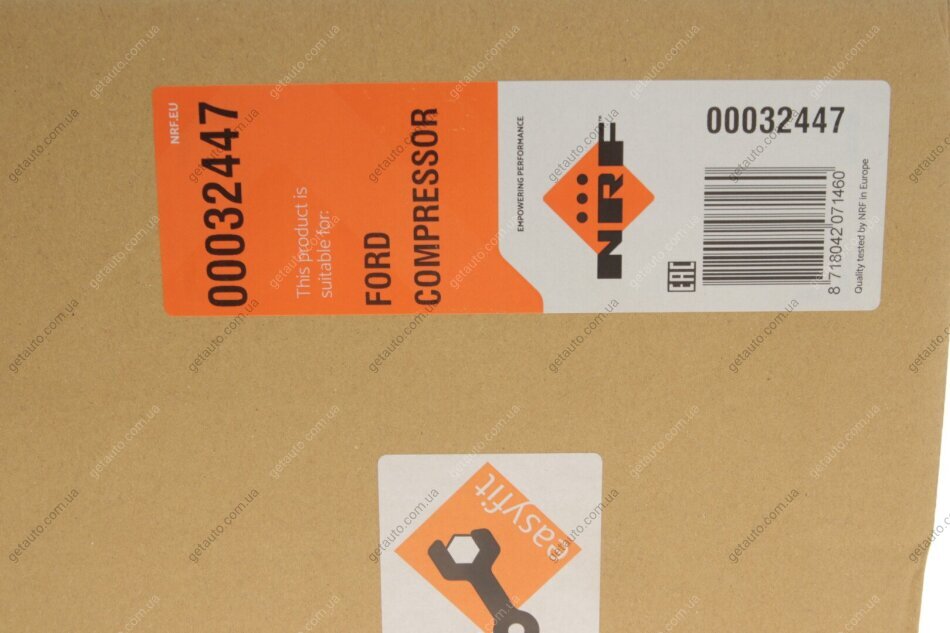 NRF.EU
00032447
This product is
suitable for:
FORD
COMPRESSOR
EMPOWERING PERFORMANCE
NRF™
00032447
EAC
8 718042 071460
Quality tested by NRF in Europe
easyfit
getauto.com.ua